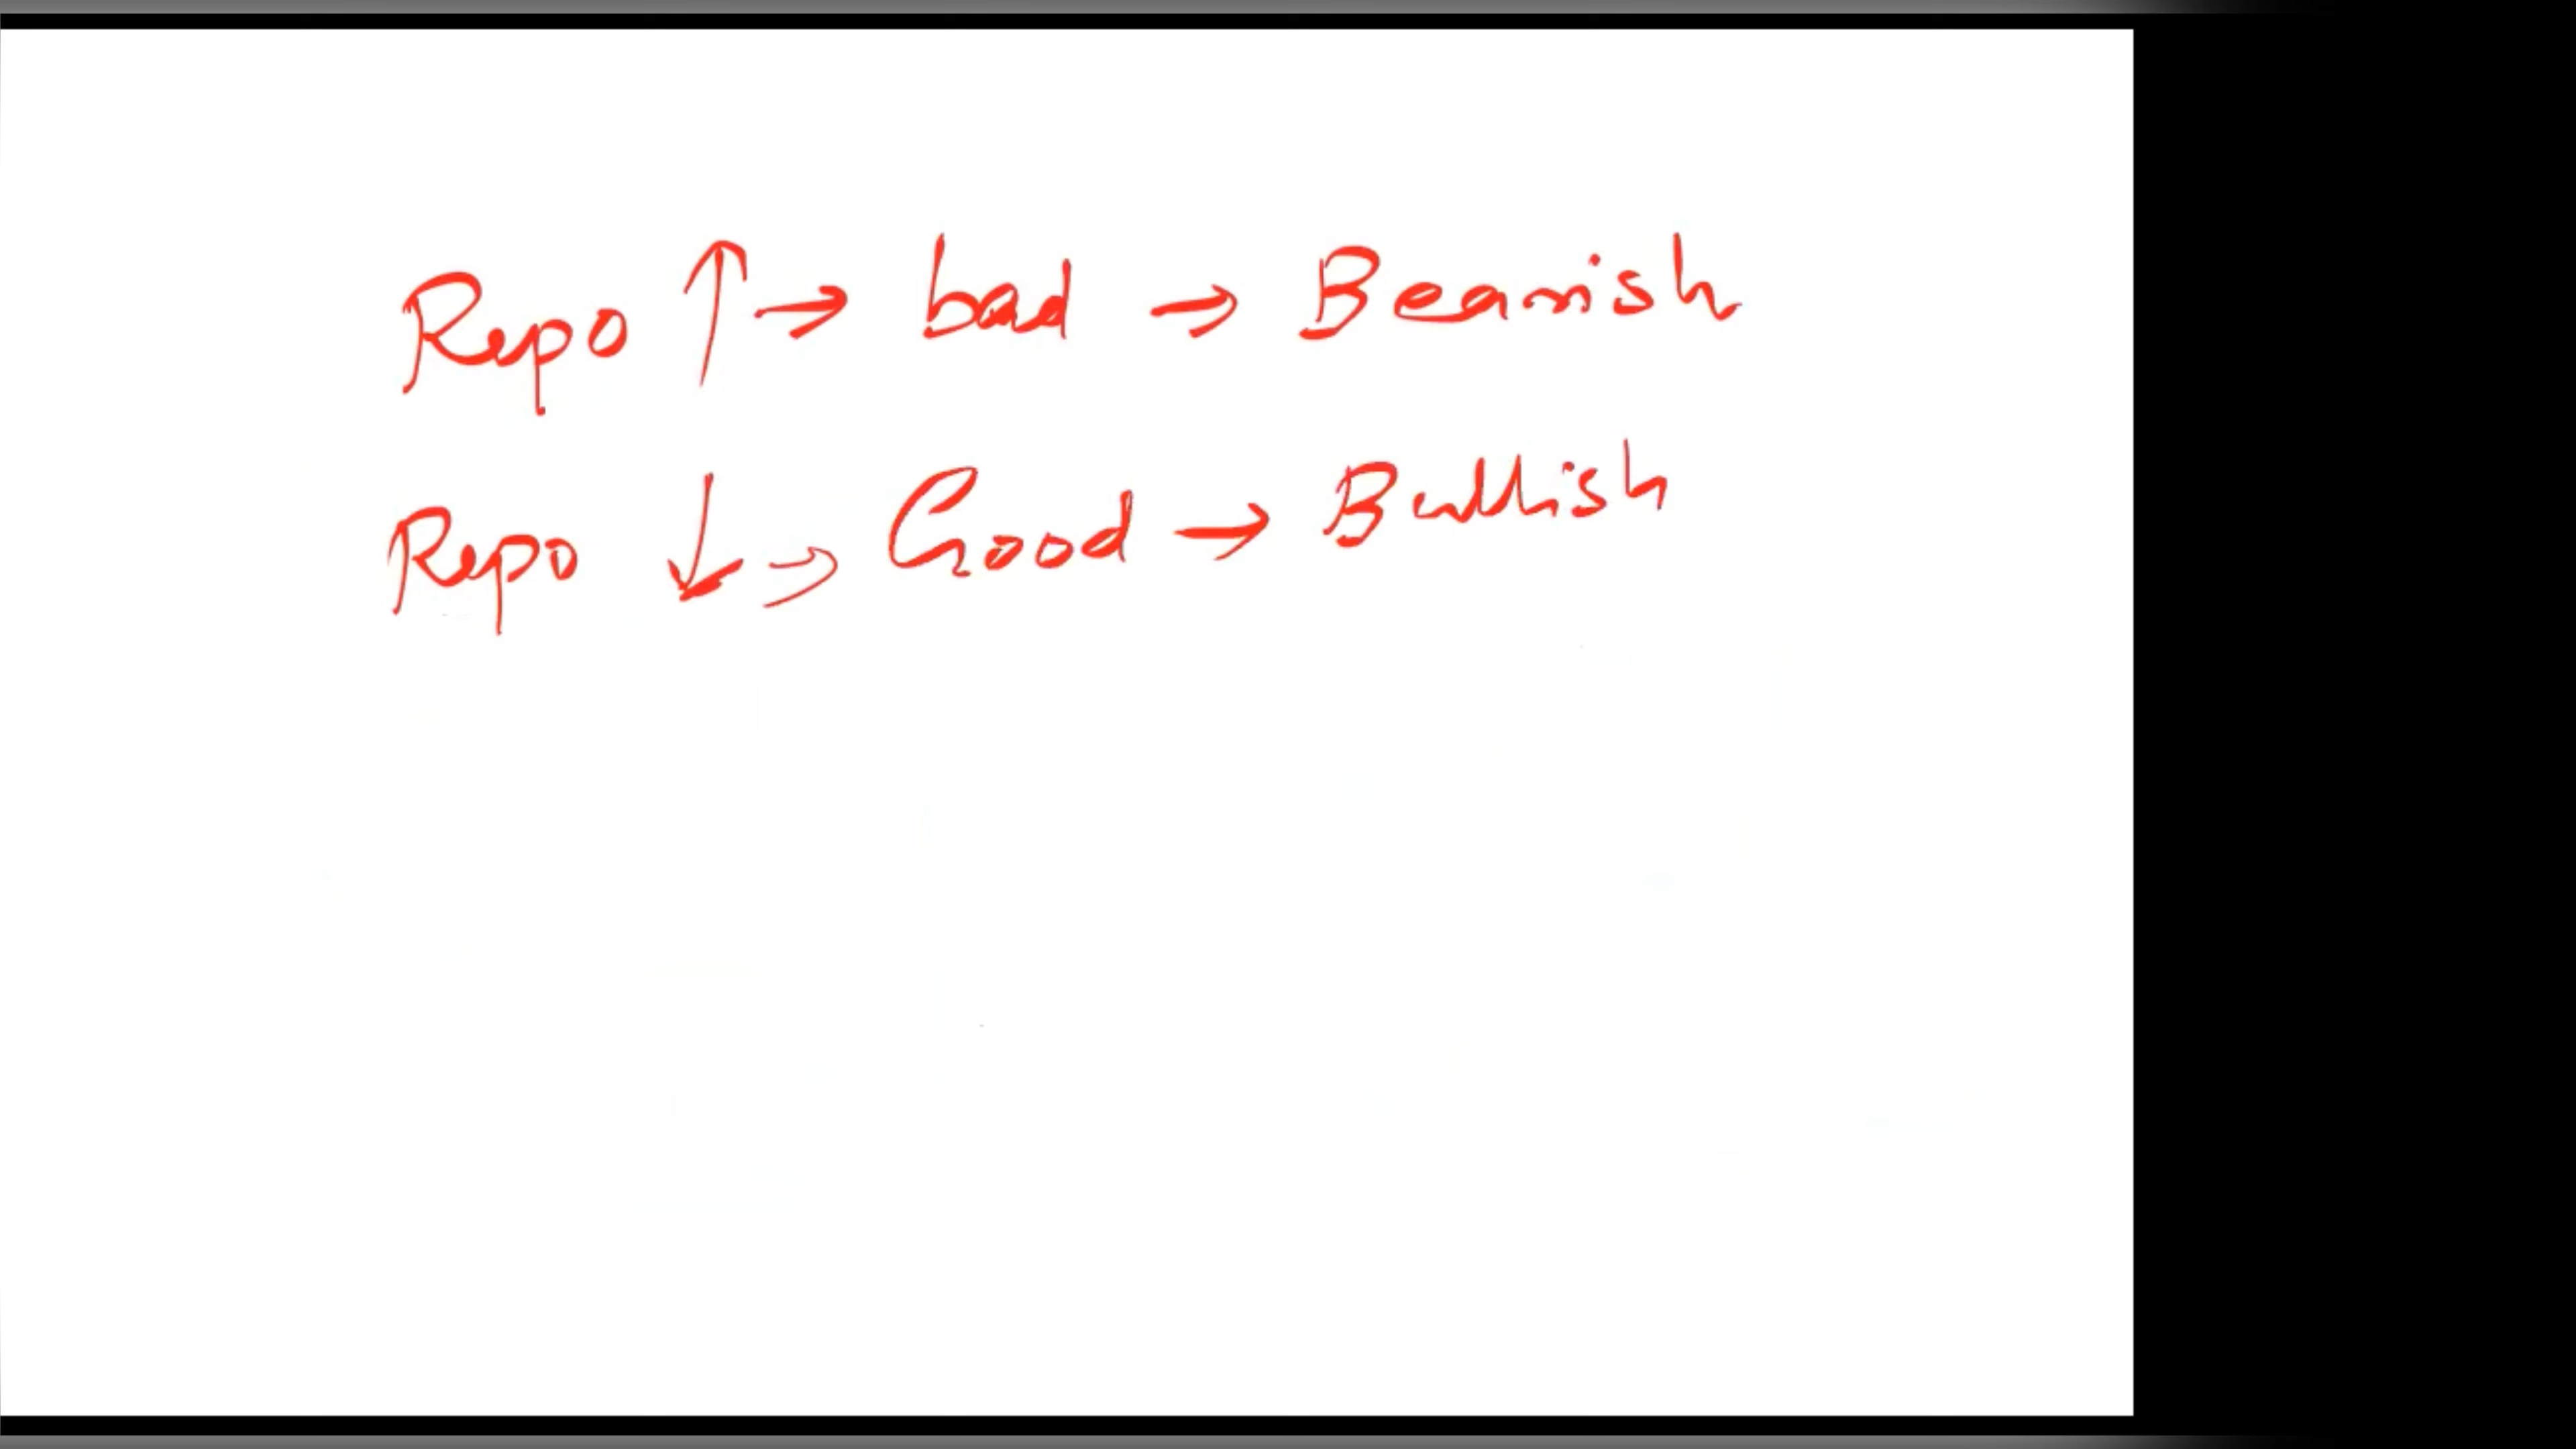 Repo ↑ → bad → Bearish
Repo ↓ → Good → Bullish